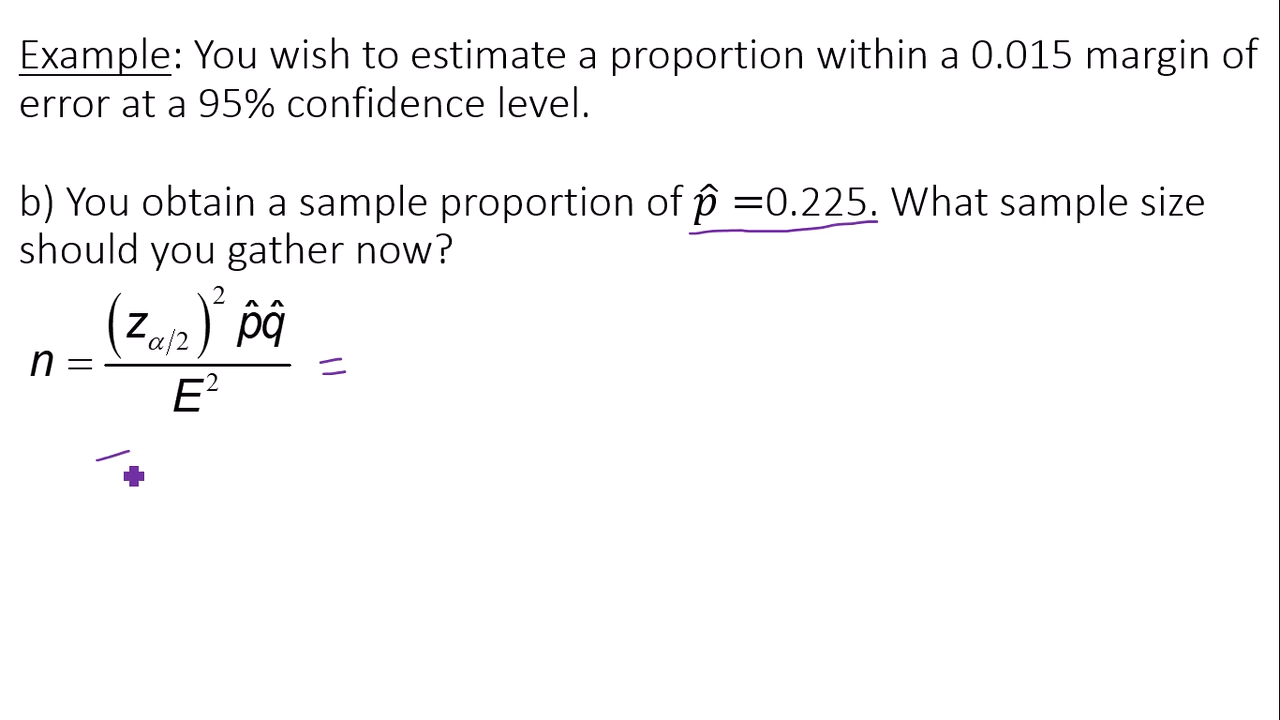 Example: You wish to estimate a proportion within a 0.015 margin of
error at a 95% confidence level.
b) You obtain a sample proportion of p̂ =0.225. What sample size
should you gather now?
n = (z_{α/2})² p̂q̂ / E² =